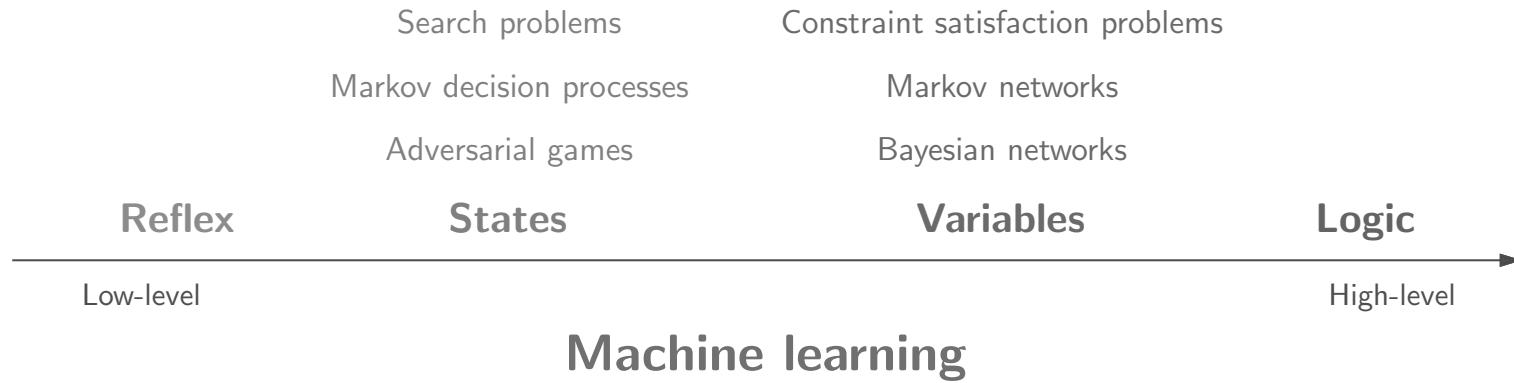 Search problems Constraint satisfaction problems
Markov decision processes Markov networks
Adversarial games Bayesian networks
Reflex States Variables Logic
Low-level High-level
Machine learning